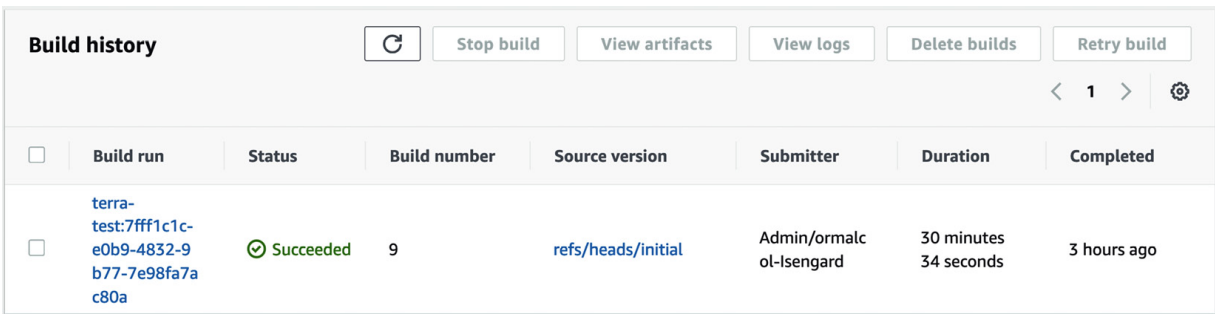 Build history
Stop build
View artifacts
View logs
Delete builds
Retry build
1
Build run
Status
Build number
Source version
Submitter
Duration
Completed
terra-
test:7fff1c1c-
e0b9-4832-9
b77-7e98fa7a
c80a
Succeeded
9
refs/heads/initial
Admin/ormalc
ol-Isengard
30 minutes
34 seconds
3 hours ago